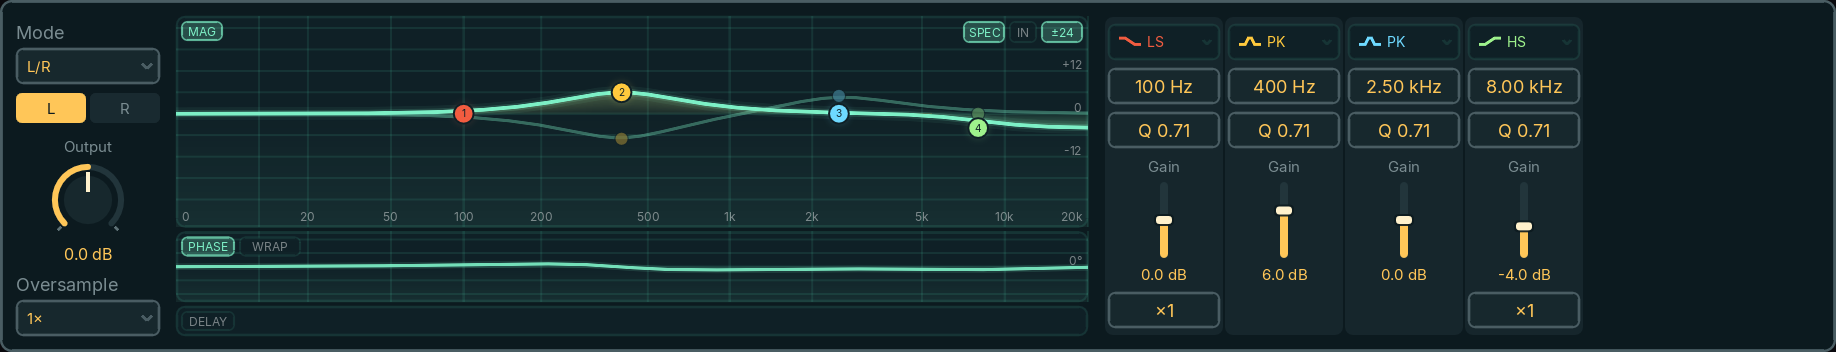 Mode
L/R
L R
Output
0.0 dB
Oversample
1×
MAG SPEC IN ±24
+12
0
-12
0 20 50 100 200 500 1k 2k 5k 10k 20k
1 2 3 4
PHASE WRAP
0°
DELAY
LS PK PK HS
100 Hz 400 Hz 2.50 kHz 8.00 kHz
Q 0.71 Q 0.71 Q 0.71 Q 0.71
Gain Gain Gain Gain
0.0 dB 6.0 dB 0.0 dB -4.0 dB
×1 ×1